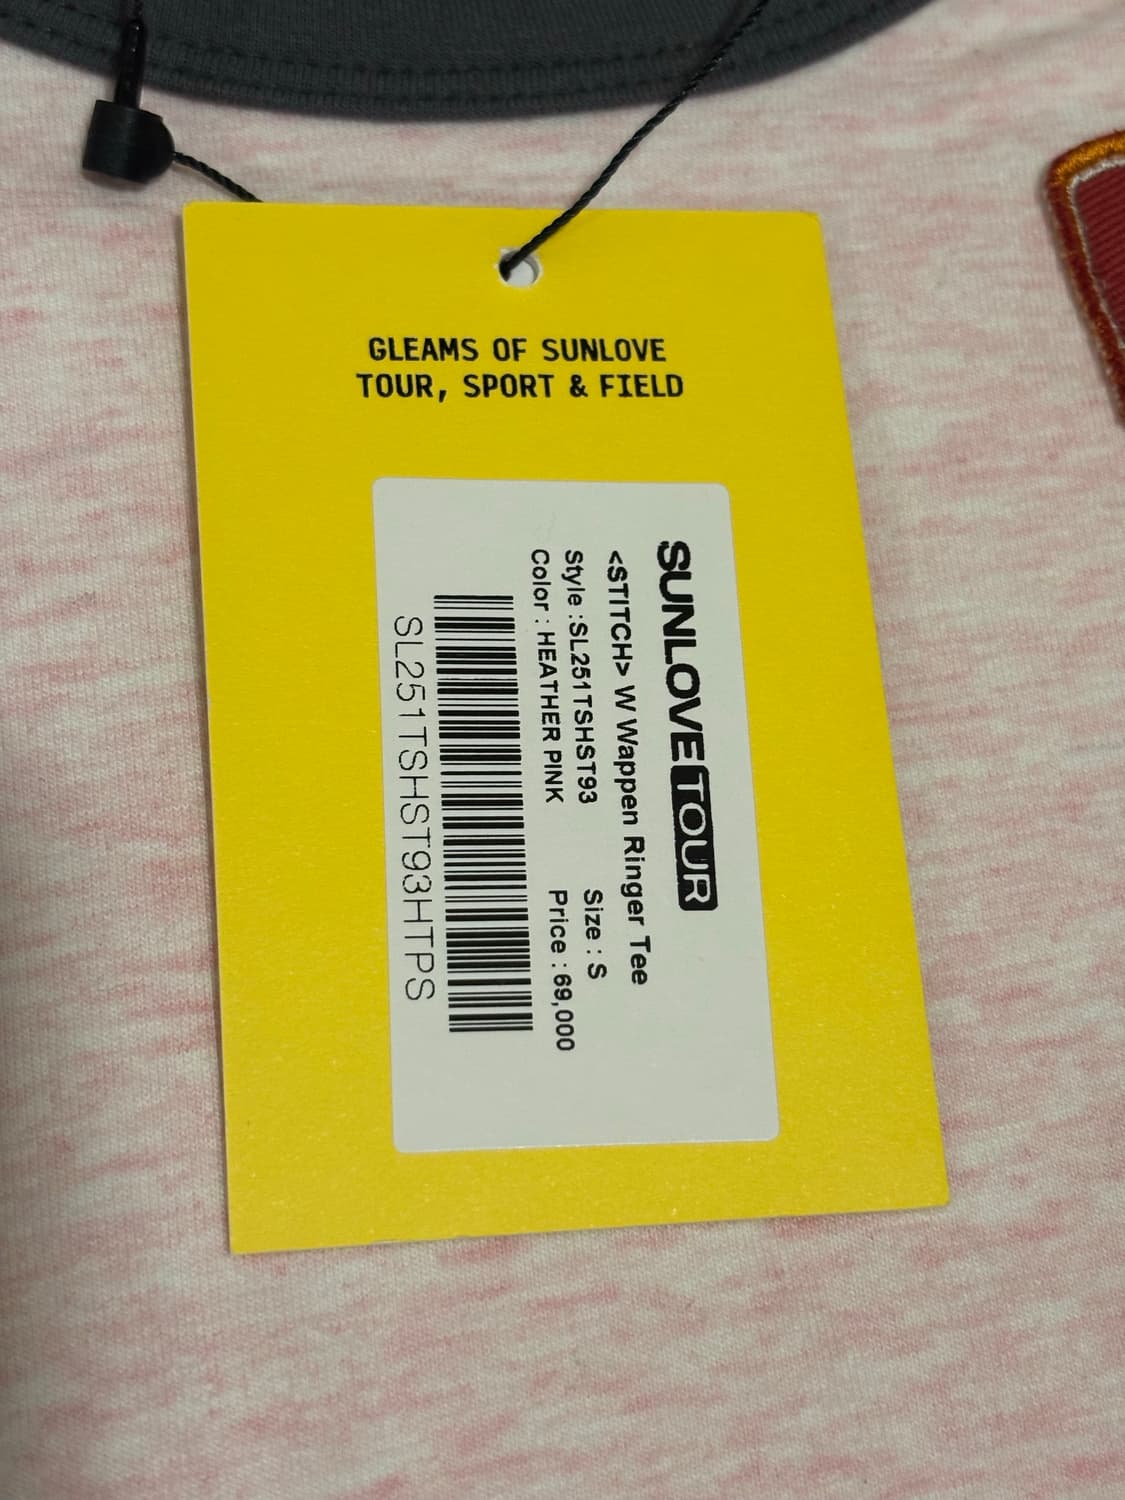 GLEAMS OF SUNLOVE
TOUR, SPORT & FIELD
SUNLOVE TOUR
<STITCH> W Wappen Ringer Tee
Style :SL251TSHST93 Size : S
Color : HEATHER PINK Price : 69,000
SL251TSHST93HTPS